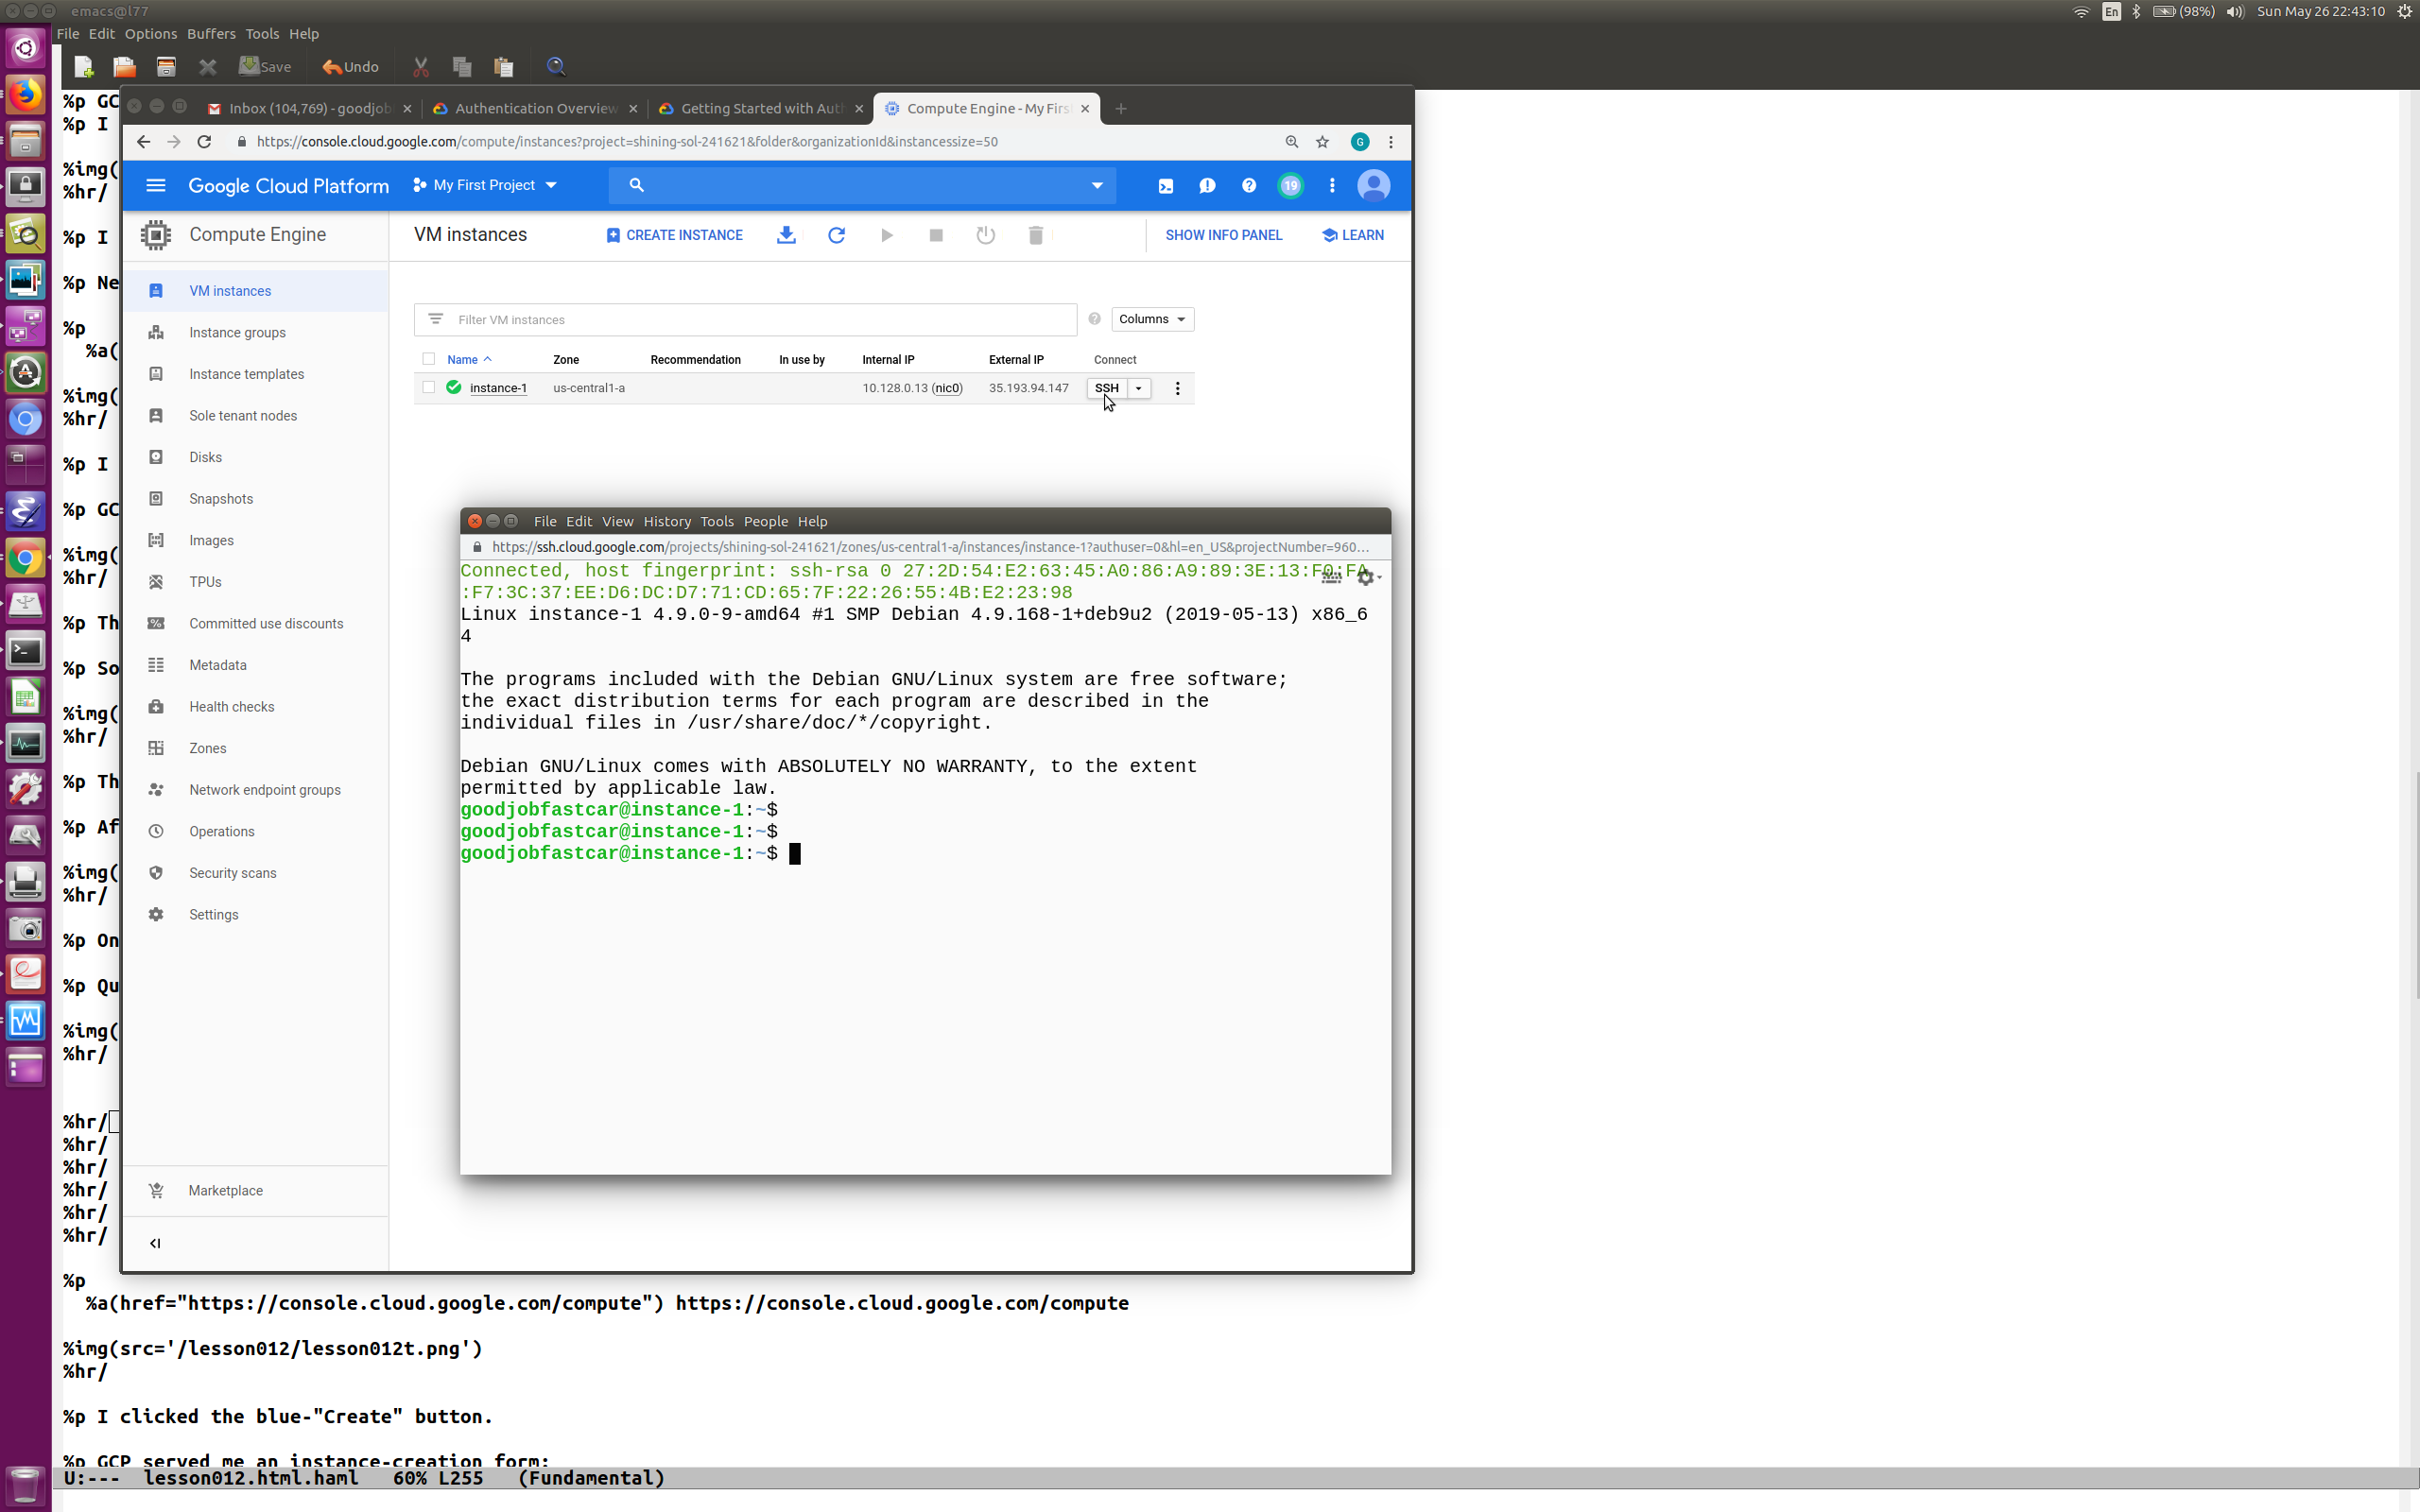 emacs@l77
En (98%) Sun May 26 22:43:10
File Edit Options Buffers Tools Help
Save Undo
%p GC
%p I
%img(
%hr/
%p I
%p Ne
%p
%a(
%img(
%hr/
%p I
%p GC
%img(
%hr/
%p Th
%p So
%img(
%hr/
%p Th
%p Af
%img(
%hr/
%p On
%p Qu
%img(
%hr/
%hr/
%hr/
%hr/
%hr/
%hr/
%hr/
%p
%a(href="https://console.cloud.google.com/compute") https://console.cloud.google.com/compute
%img(src='/lesson012/lesson012t.png')
%hr/
%p I clicked the blue-"Create" button.
%p GCP served me an instance-creation form:
U:--- lesson012.html.haml 60% L255 (Fundamental)
Inbox (104,769) - goodjob
Authentication Overview
Getting Started with Auth
Compute Engine - My Firs
https://console.cloud.google.com/compute/instances?project=shining-sol-241621&folder&organizationId&instancessize=50
G
Google Cloud Platform My First Project 19
Compute Engine
VM instances
Instance groups
Instance templates
Sole tenant nodes
Disks
Snapshots
Images
TPUs
Committed use discounts
Metadata
Health checks
Zones
Network endpoint groups
Operations
Security scans
Settings
Marketplace
VM instances CREATE INSTANCE SHOW INFO PANEL LEARN
Filter VM instances Columns
Name Zone Recommendation In use by Internal IP External IP Connect
instance-1 us-central1-a 10.128.0.13 (nic0) 35.193.94.147 SSH
File Edit View History Tools People Help
https://ssh.cloud.google.com/projects/shining-sol-241621/zones/us-central1-a/instances/instance-1?authuser=0&hl=en_US&projectNumber=960...
Connected, host fingerprint: ssh-rsa 0 27:2D:54:E2:63:45:A0:86:A9:89:3E:13:F0:FA
:F7:3C:37:EE:D6:DC:D7:71:CD:65:7F:22:26:55:4B:E2:23:98
Linux instance-1 4.9.0-9-amd64 #1 SMP Debian 4.9.168-1+deb9u2 (2019-05-13) x86_6
4
The programs included with the Debian GNU/Linux system are free software;
the exact distribution terms for each program are described in the
individual files in /usr/share/doc/*/copyright.
Debian GNU/Linux comes with ABSOLUTELY NO WARRANTY, to the extent
permitted by applicable law.
goodjobfastcar@instance-1:~$
goodjobfastcar@instance-1:~$
goodjobfastcar@instance-1:~$